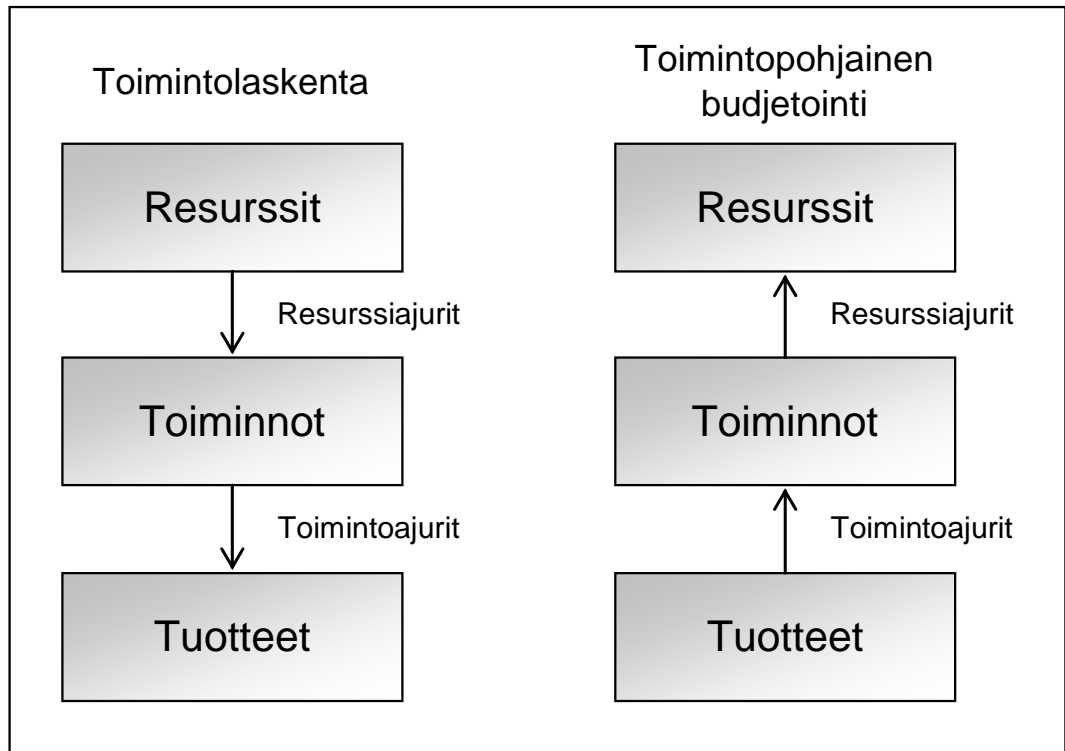 Toimintolaskenta
Resurssit
Resurssiajurit
Toiminnot
Toimintoajurit
Tuotteet
Toimintopohjainen
budjetointi
Resurssit
Resurssiajurit
Toiminnot
Toimintoajurit
Tuotteet